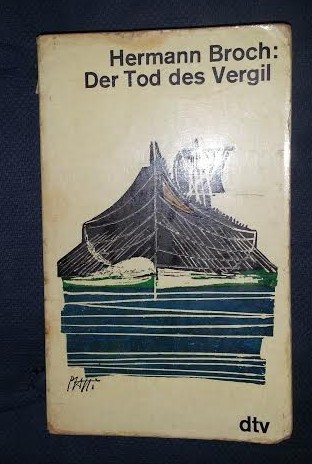 Hermann Broch:
Der Tod des Vergil
dtv